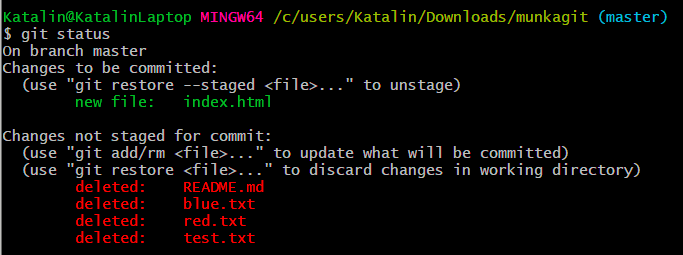 Katalin@KatalinLaptop MINGW64 /c/users/Katalin/Downloads/munkagit (master)
$ git status
On branch master
Changes to be committed:
  (use "git restore --staged <file>..." to unstage)
        new file:   index.html

Changes not staged for commit:
  (use "git add/rm <file>..." to update what will be committed)
  (use "git restore <file>..." to discard changes in working directory)
        deleted:    README.md
        deleted:    blue.txt
        deleted:    red.txt
        deleted:    test.txt